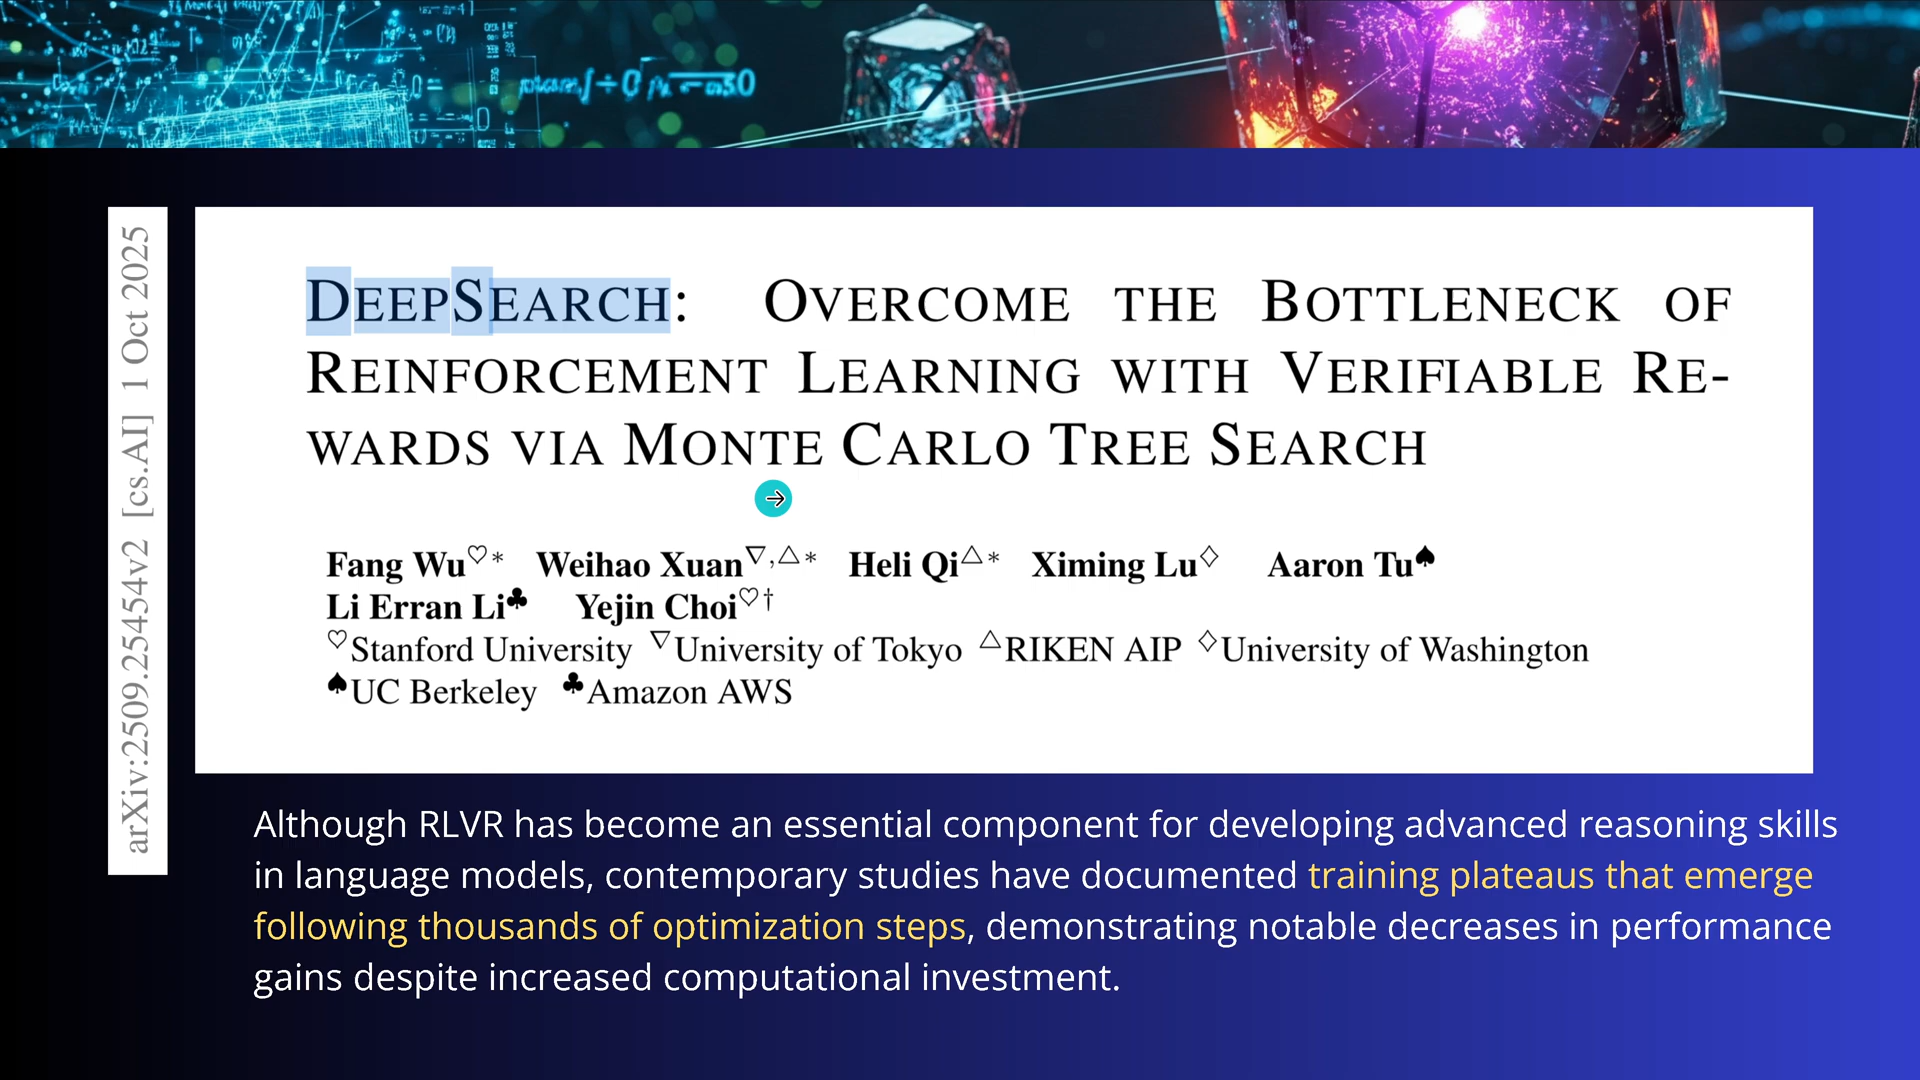 arXiv:2509.25454v2 [cs.AI] 1 Oct 2025
DEEPSEARCH: OVERCOME THE BOTTLENECK OF
REINFORCEMENT LEARNING WITH VERIFIABLE RE-
WARDS VIA MONTE CARLO TREE SEARCH
Fang Wu♡* Weihao Xuan▽,△* Heli Qi△* Ximing Lu♢ Aaron Tu♠
Li Erran Li♣ Yejin Choi♡†
♡Stanford University ▽University of Tokyo △RIKEN AIP ♢University of Washington
♠UC Berkeley ♣Amazon AWS
Although RLVR has become an essential component for developing advanced reasoning skills
in language models, contemporary studies have documented training plateaus that emerge
following thousands of optimization steps, demonstrating notable decreases in performance
gains despite increased computational investment.